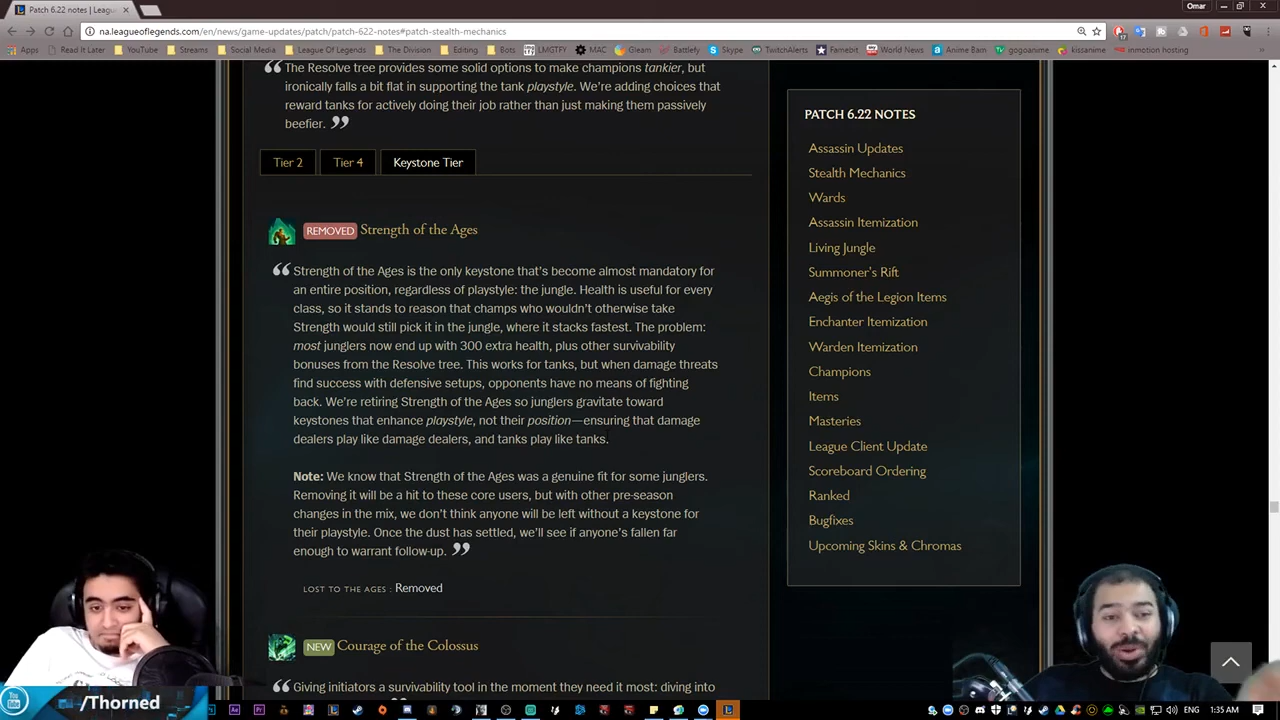 Patch 6.22 notes | Leagu
Omar
na.leagueoflegends.com/en/news/game-updates/patch/patch-622-notes#patch-stealth-mechanics
Apps Read It Later YouTube Streams Social Media League Of Legends The Division Editing Bots LMGTFY MAC Gleam Battlefy Skype TwitchAlerts Famebit World News Anime Bam gogoanime kissanime inmotion hosting
The Resolve tree provides some solid options to make champions tankier, but
ironically falls a bit flat in supporting the tank playstyle. We're adding choices that
reward tanks for actively doing their job rather than just making them passively
beefier.
Tier 2 Tier 4 Keystone Tier
REMOVED Strength of the Ages
Strength of the Ages is the only keystone that's become almost mandatory for
an entire position, regardless of playstyle: the jungle. Health is useful for every
class, so it stands to reason that champs who wouldn't otherwise take
Strength would still pick it in the jungle, where it stacks fastest. The problem:
most junglers now end up with 300 extra health, plus other survivability
bonuses from the Resolve tree. This works for tanks, but when damage threats
find success with defensive setups, opponents have no means of fighting
back. We're retiring Strength of the Ages so junglers gravitate toward
keystones that enhance playstyle, not their position—ensuring that damage
dealers play like damage dealers, and tanks play like tanks.
Note: We know that Strength of the Ages was a genuine fit for some junglers.
Removing it will be a hit to these core users, but with other pre-season
changes in the mix, we don't think anyone will be left without a keystone for
their playstyle. Once the dust has settled, we'll see if anyone's fallen far
enough to warrant follow-up.
LOST TO THE AGES : Removed
NEW Courage of the Colossus
Giving initiators a survivability tool in the moment they need it most: diving into
PATCH 6.22 NOTES
Assassin Updates
Stealth Mechanics
Wards
Assassin Itemization
Living Jungle
Summoner's Rift
Aegis of the Legion Items
Enchanter Itemization
Warden Itemization
Champions
Items
Masteries
League Client Update
Scoreboard Ordering
Ranked
Bugfixes
Upcoming Skins & Chromas
/Thorned
ENG 1:35 AM